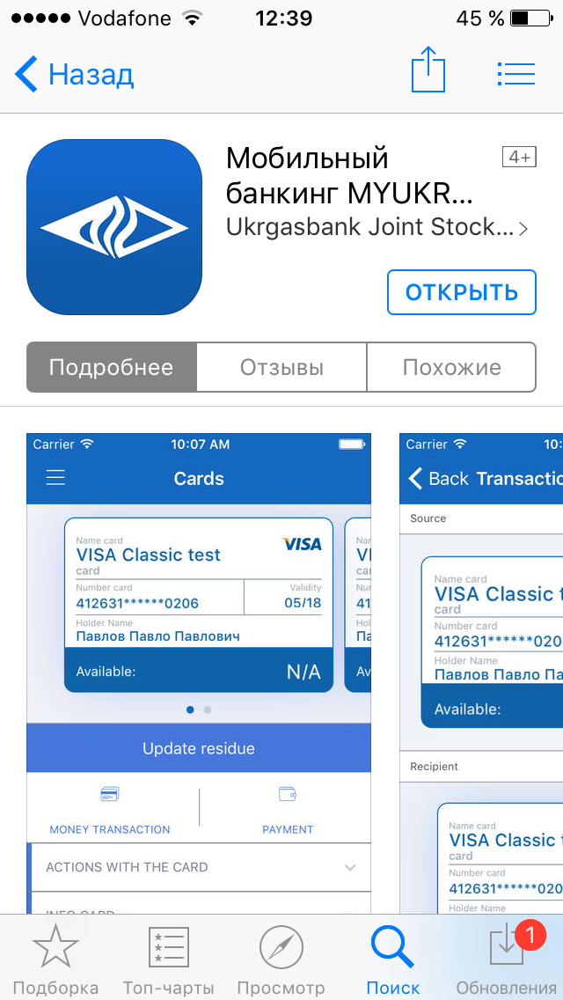 Vodafone 12:39 45 %
Назад
Мобильный
банкинг MYUKR...
4+
Ukrgasbank Joint Stock...
ОТКРЫТЬ
Подробнее Отзывы Похожие
Carrier 10:07 AM
Cards
Name card
VISA Classic test
card
VISA
Number card Validity
412631******0206 05/18
Holder Name
Павлов Павло Павлович
Available: N/A
Update residue
MONEY TRANSACTION PAYMENT
ACTIONS WITH THE CARD
INFO CARD
Carrier 10:
Back Transactio
Source
Name card
VISA Classic t
card
Number card
412631******020
Holder Name
Павлов Павло Па
Available:
Recipient
Name card
VISA Classic t
card
Number card
412631******020
Holder Name
1
Подборка Топ-чарты Просмотр Поиск Обновления